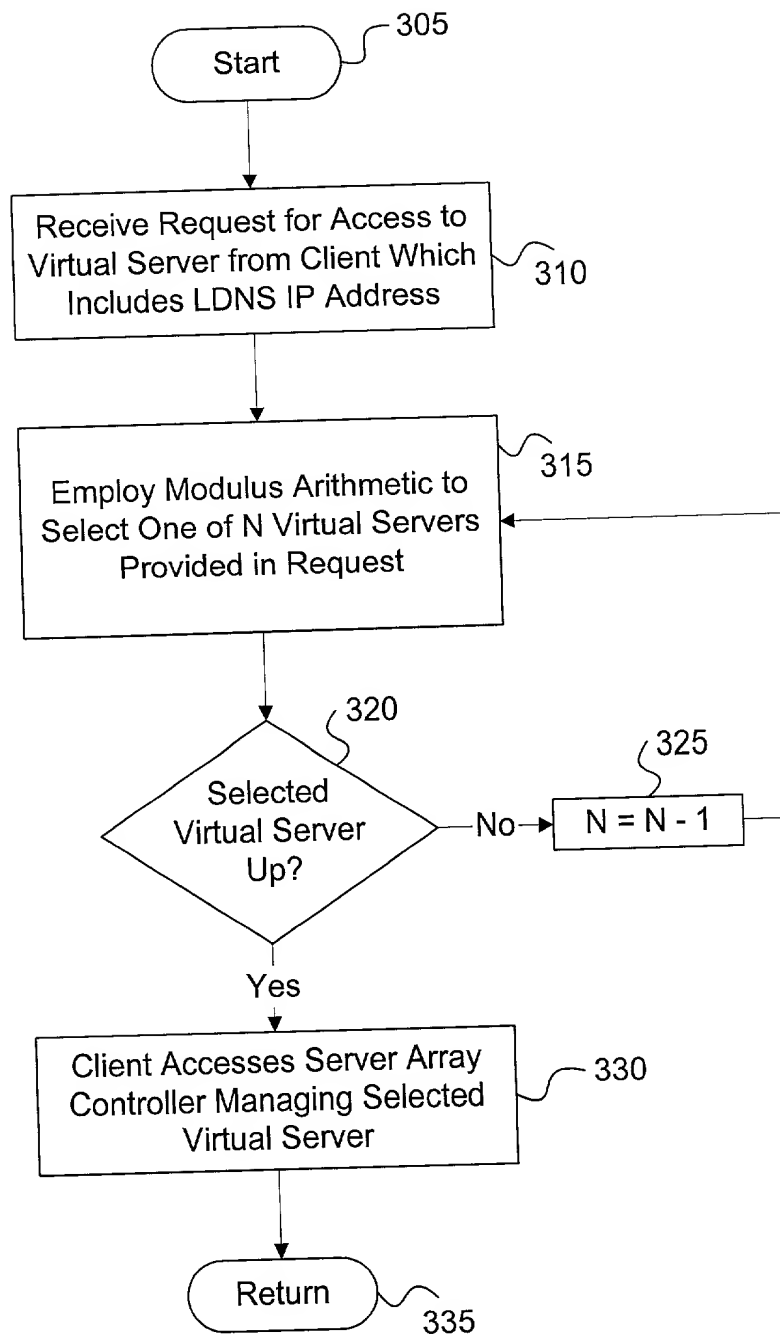 Start
305
Receive Request for Access to
Virtual Server from Client Which
Includes LDNS IP Address
310
Employ Modulus Arithmetic to
Select One of N Virtual Servers
Provided in Request
315
320
Selected
Virtual Server
Up?
No
325
N = N - 1
Yes
Client Accesses Server Array
Controller Managing Selected
Virtual Server
330
Return
335